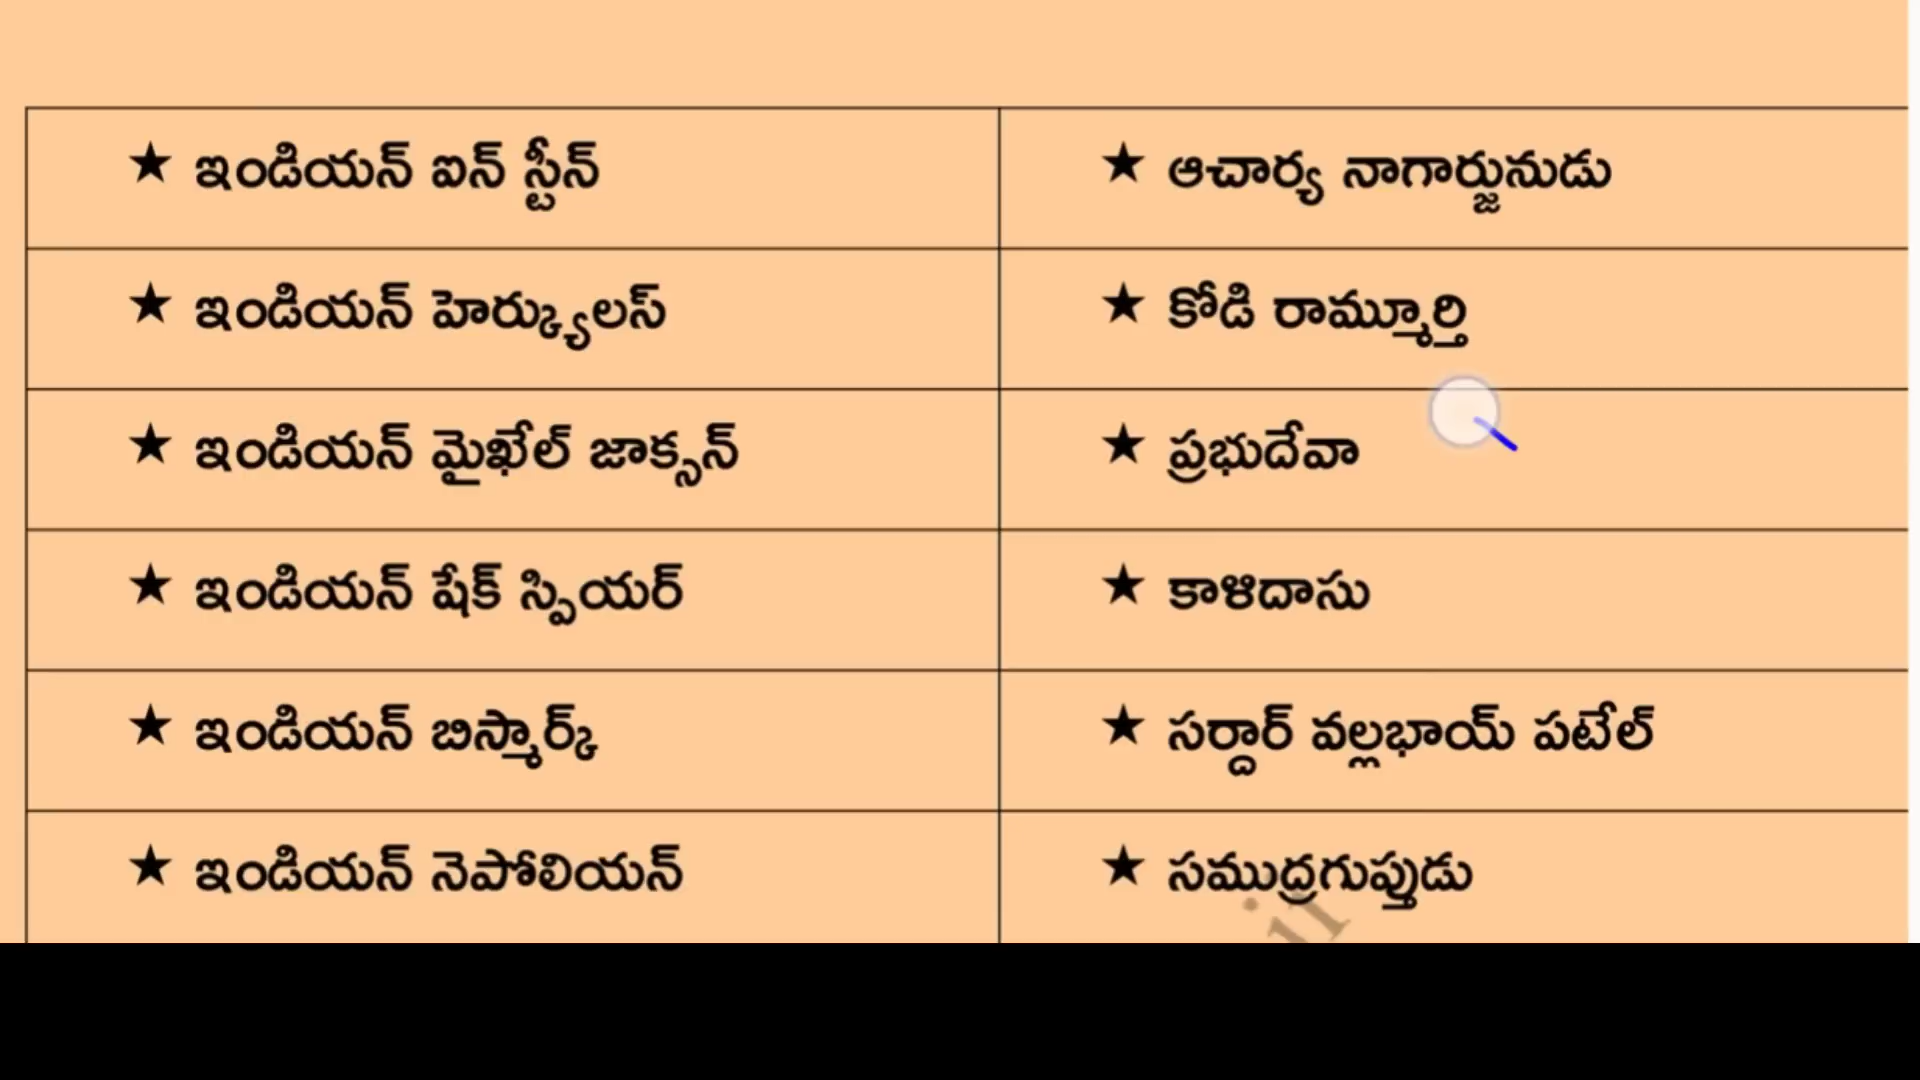 ★ ఇండియన్ ఐన్ స్టీన్
★ ఆచార్య నాగార్జునుడు
★ ఇండియన్ హెర్క్యులస్
★ కోడి రామ్మూర్తి
★ ఇండియన్ మైఖేల్ జాక్సన్
★ ప్రభుదేవా
★ ఇండియన్ షేక్ స్పియర్
★ కాళిదాసు
★ ఇండియన్ బిస్మార్క్
★ సర్దార్ వల్లభాయ్ పటేల్
★ ఇండియన్ నెపోలియన్
★ సముద్రగుప్తుడు